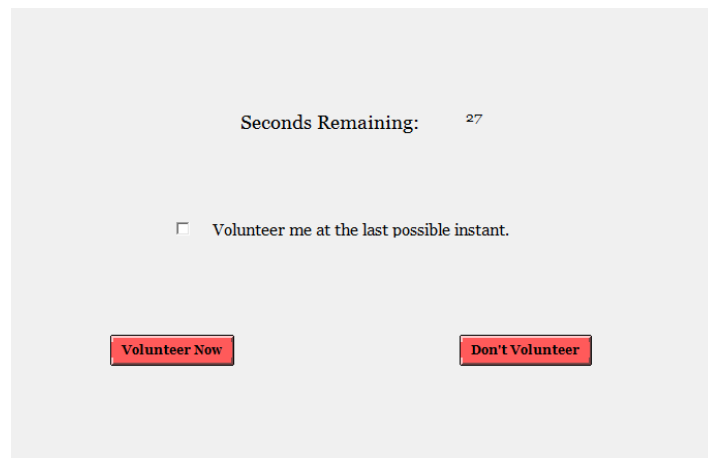 Seconds Remaining: 27
Volunteer me at the last possible instant.
Volunteer Now Don't Volunteer